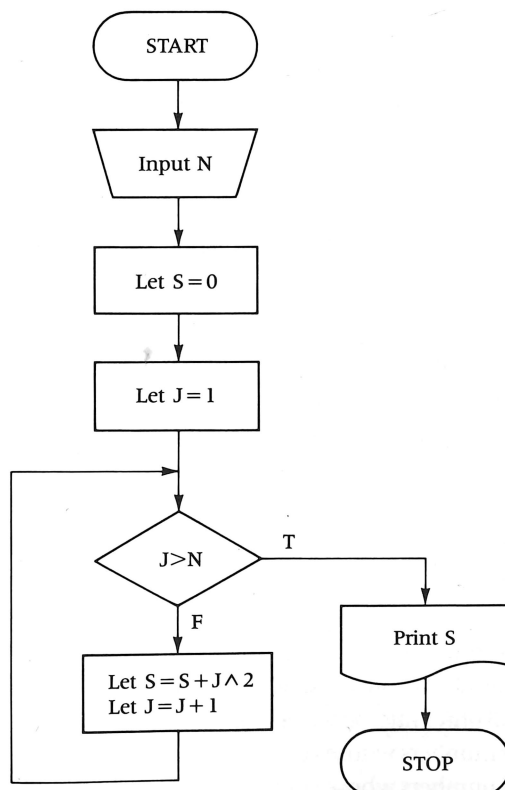 START
Input N
Let S=0
Let J=1
J>N
T
F
Let S=S+J∧2
Let J=J+1
Print S
STOP